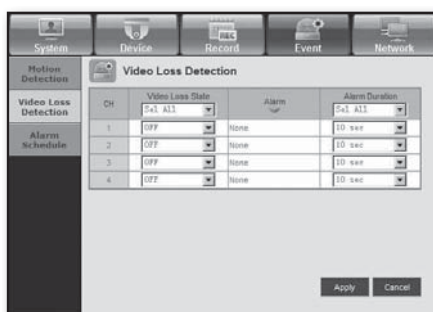 System Device Record Event Network
REC
Motion
Detection
Video Loss
Detection
Alarm
Schedule
Video Loss Detection
CH Video Loss State Alarm Alarm Duration
Sel All Sel All
1 OFF None 10 sec
2 OFF None 10 sec
3 OFF None 10 sec
4 OFF None 10 sec
Apply Cancel